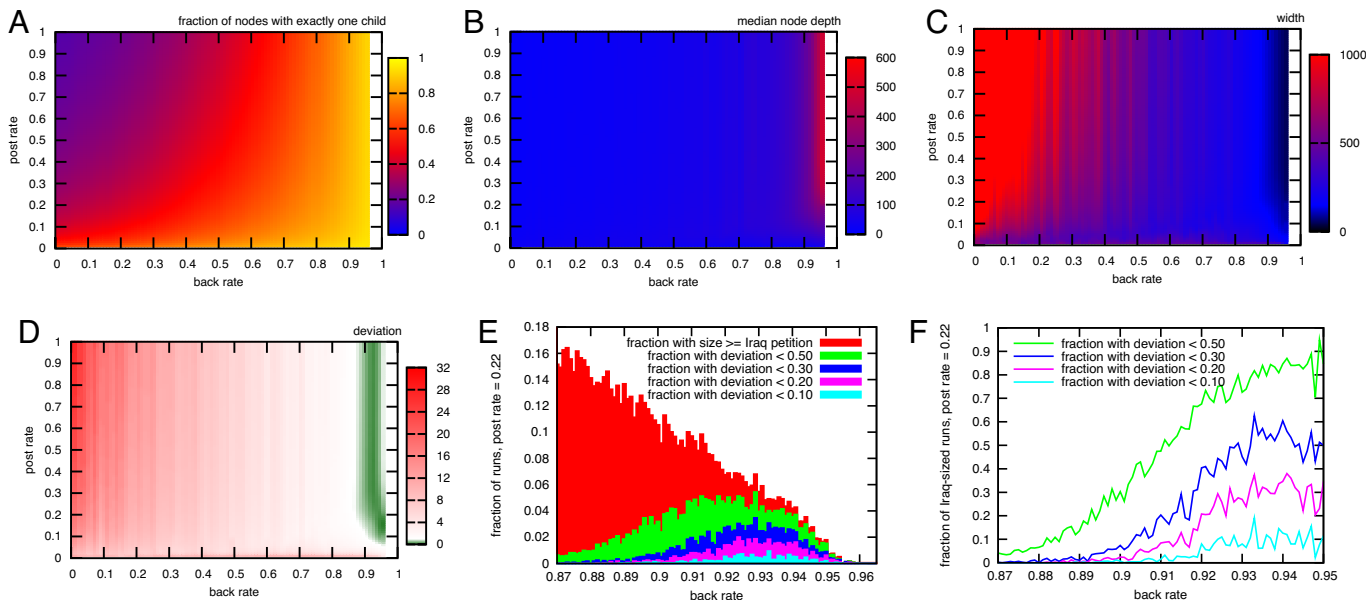 A
fraction of nodes with exactly one child
1
0.9
0.8
0.7
0.6
0.5
0.4
0.3
0.2
0.1
0
post rate
0 0.1 0.2 0.3 0.4 0.5 0.6 0.7 0.8 0.9 1
back rate
1
0.8
0.6
0.4
0.2
0
B
median node depth
1
0.9
0.8
0.7
0.6
0.5
0.4
0.3
0.2
0.1
0
post rate
0 0.1 0.2 0.3 0.4 0.5 0.6 0.7 0.8 0.9 1
back rate
600
500
400
300
200
100
0
C
width
1
0.9
0.8
0.7
0.6
0.5
0.4
0.3
0.2
0.1
0
post rate
0 0.1 0.2 0.3 0.4 0.5 0.6 0.7 0.8 0.9 1
back rate
1000
500
0
D
deviation
1
0.9
0.8
0.7
0.6
0.5
0.4
0.3
0.2
0.1
0
post rate
0 0.1 0.2 0.3 0.4 0.5 0.6 0.7 0.8 0.9 1
back rate
32
28
24
20
16
12
8
4
0
E
fraction with size >= Iraq petition
fraction with deviation < 0.50
fraction with deviation < 0.30
fraction with deviation < 0.20
fraction with deviation < 0.10
0.18
0.16
0.14
0.12
0.1
0.08
0.06
0.04
0.02
0
fraction of runs, post rate = 0.22
0.87 0.88 0.89 0.9 0.91 0.92 0.93 0.94 0.95 0.96
back rate
F
fraction with deviation < 0.50
fraction with deviation < 0.30
fraction with deviation < 0.20
fraction with deviation < 0.10
1
0.9
0.8
0.7
0.6
0.5
0.4
0.3
0.2
0.1
0
fraction of Iraq-sized runs, post rate = 0.22
0.87 0.88 0.89 0.9 0.91 0.92 0.93 0.94 0.95
back rate